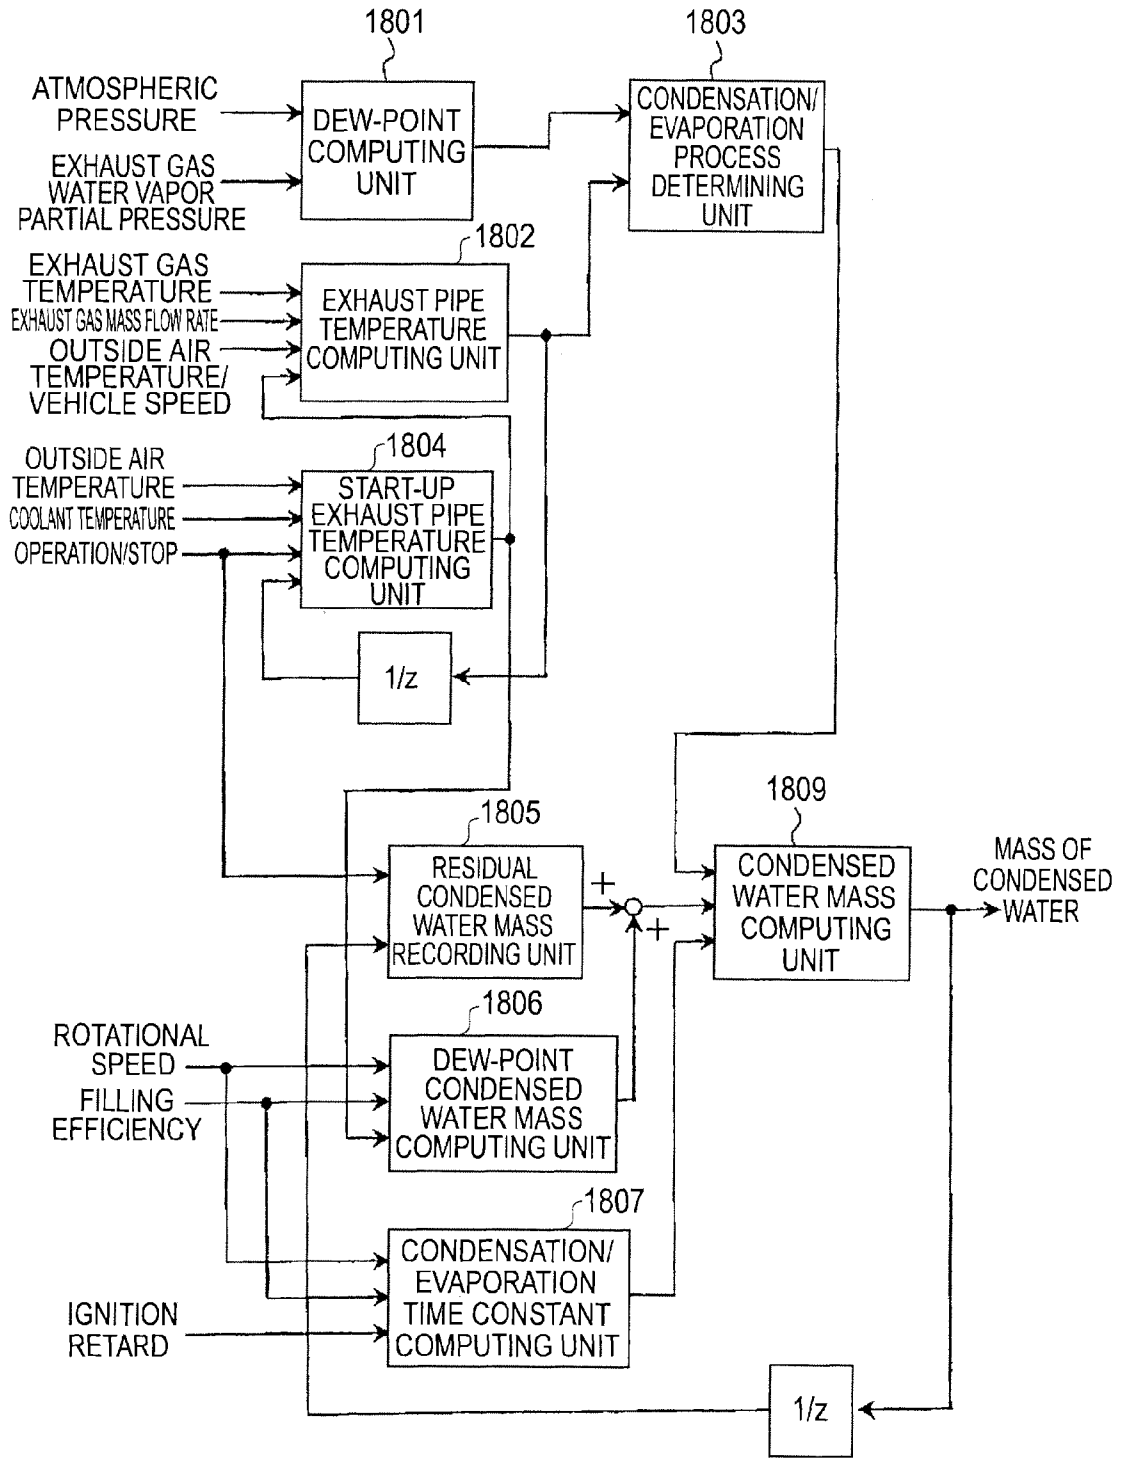 1801
1803
ATMOSPHERIC
PRESSURE
EXHAUST GAS
WATER VAPOR
PARTIAL PRESSURE
DEW-POINT
COMPUTING
UNIT
CONDENSATION/
EVAPORATION
PROCESS
DETERMINING
UNIT
1802
EXHAUST GAS
TEMPERATURE
EXHAUST GAS MASS FLOW RATE
OUTSIDE AIR
TEMPERATURE/
VEHICLE SPEED
EXHAUST PIPE
TEMPERATURE
COMPUTING UNIT
1804
OUTSIDE AIR
TEMPERATURE
COOLANT TEMPERATURE
OPERATION/STOP
START-UP
EXHAUST PIPE
TEMPERATURE
COMPUTING
UNIT
1/z
1805
1809
RESIDUAL
CONDENSED
WATER MASS
RECORDING UNIT
+
+
CONDENSED
WATER MASS
COMPUTING
UNIT
MASS OF
CONDENSED
WATER
1806
ROTATIONAL
SPEED
FILLING
EFFICIENCY
DEW-POINT
CONDENSED
WATER MASS
COMPUTING UNIT
1807
IGNITION
RETARD
CONDENSATION/
EVAPORATION
TIME CONSTANT
COMPUTING UNIT
1/z